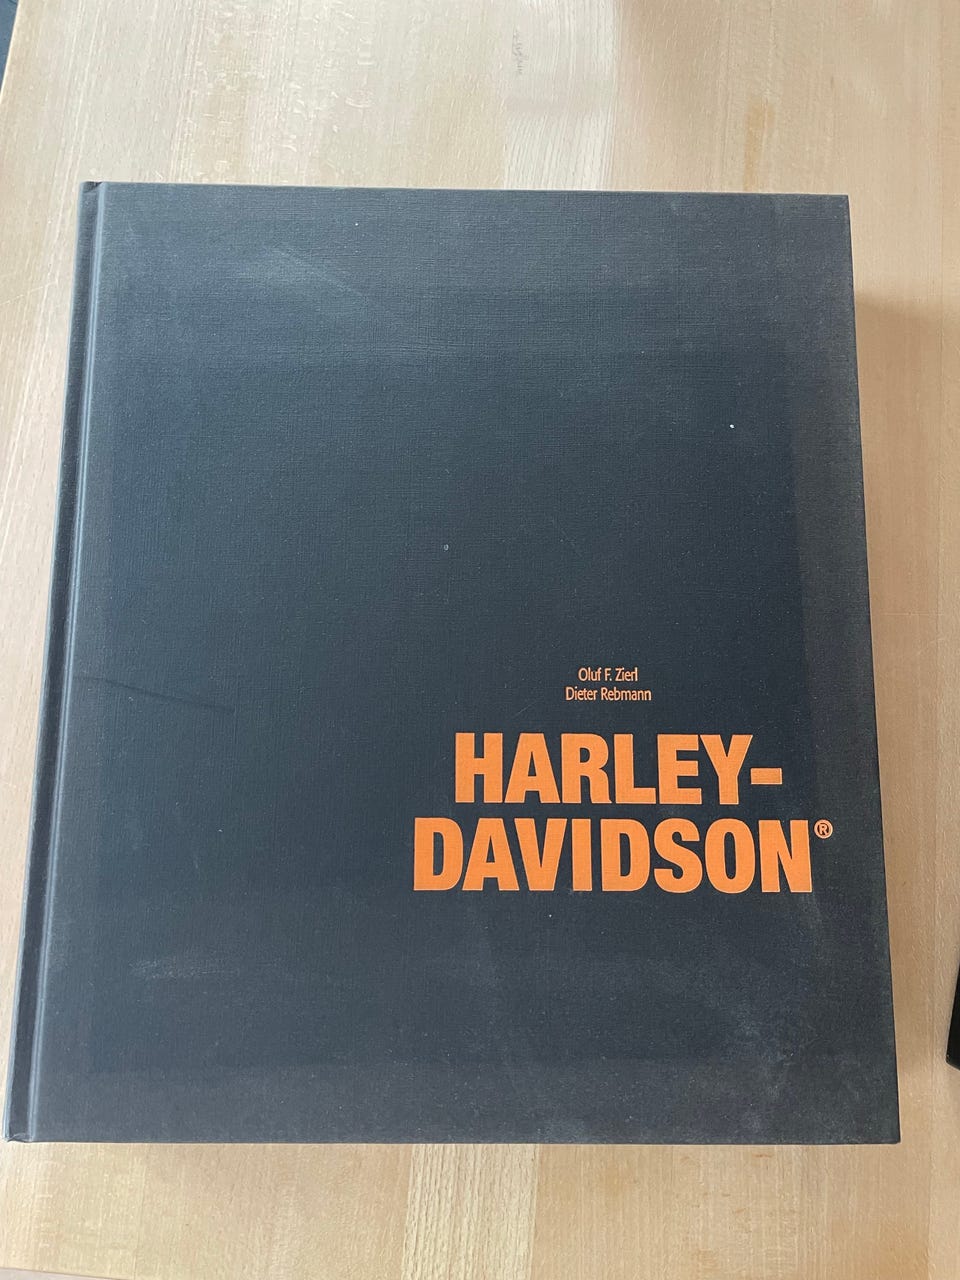 Oluf F. Zierl
Dieter Rebmann
HARLEY-
DAVIDSON®